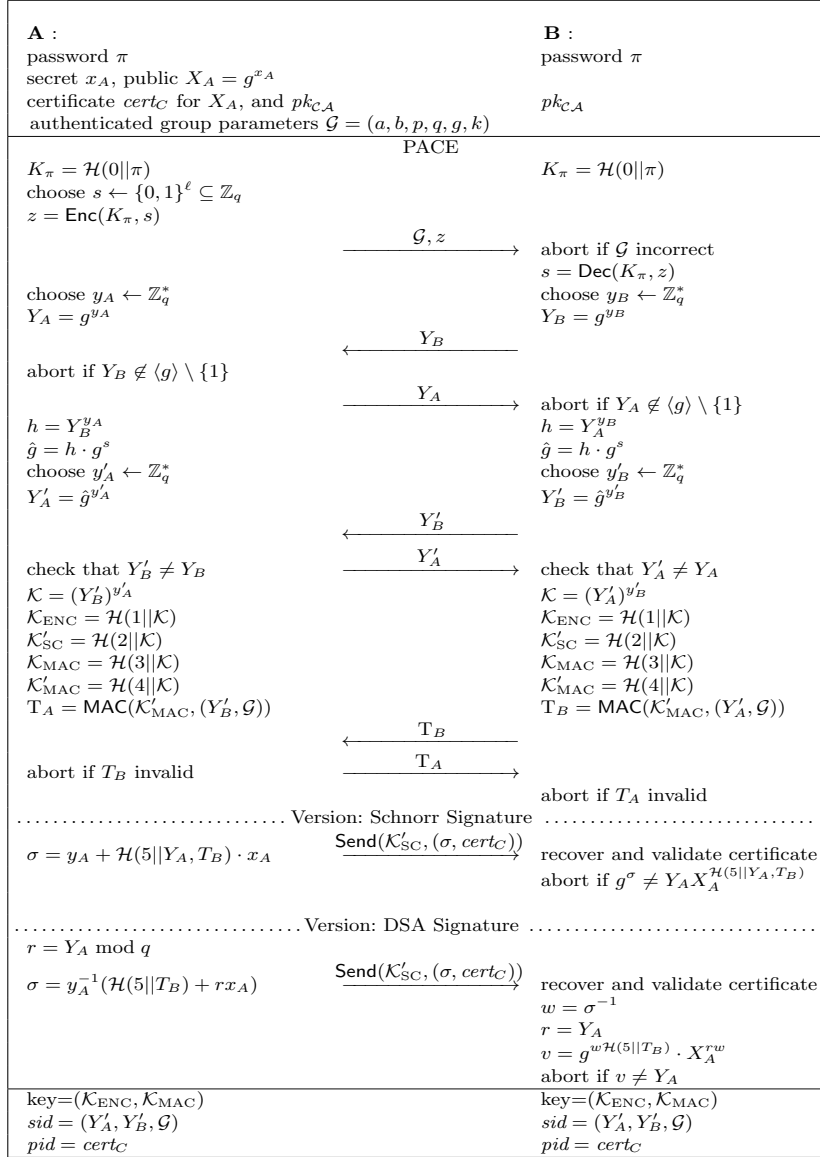 A : B :
password π password π
secret x_A, public X_A = g^{x_A}
certificate cert_C for X_A, and pk_{CA} pk_{CA}
authenticated group parameters G = (a, b, p, q, g, k)
PACE
K_π = H(0||π) K_π = H(0||π)
choose s ← {0, 1}^ℓ ⊆ Z_q
z = Enc(K_π, s)
G, z
abort if G incorrect
s = Dec(K_π, z)
choose y_A ← Z_q^* choose y_B ← Z_q^*
Y_A = g^{y_A} Y_B = g^{y_B}
Y_B
abort if Y_B ∉ ⟨g⟩ \ {1}
Y_A abort if Y_A ∉ ⟨g⟩ \ {1}
h = Y_B^{y_A} h = Y_A^{y_B}
ĝ = h · g^s ĝ = h · g^s
choose y'_A ← Z_q^* choose y'_B ← Z_q^*
Y'_A = ĝ^{y'_A} Y'_B = ĝ^{y'_B}
Y'_B
check that Y'_B ≠ Y_B Y'_A check that Y'_A ≠ Y_A
K = (Y'_B)^{y'_A} K = (Y'_A)^{y'_B}
K_ENC = H(1||K) K_ENC = H(1||K)
K'_SC = H(2||K) K'_SC = H(2||K)
K_MAC = H(3||K) K_MAC = H(3||K)
K'_MAC = H(4||K) K'_MAC = H(4||K)
T_A = MAC(K'_MAC, (Y'_B, G)) T_B = MAC(K'_MAC, (Y'_A, G))
T_B
abort if T_B invalid T_A
abort if T_A invalid
Version: Schnorr Signature
σ = y_A + H(5||Y_A, T_B) · x_A Send(K'_SC, (σ, cert_C)) recover and validate certificate
abort if g^σ ≠ Y_A X_A^{H(5||Y_A, T_B)}
Version: DSA Signature
r = Y_A mod q
σ = y_A^{-1}(H(5||T_B) + rx_A) Send(K'_SC, (σ, cert_C)) recover and validate certificate
w = σ^{-1}
r = Y_A
v = g^{wH(5||T_B)} · X_A^{rw}
abort if v ≠ Y_A
key=(K_ENC, K_MAC) key=(K_ENC, K_MAC)
sid = (Y'_A, Y'_B, G) sid = (Y'_A, Y'_B, G)
pid = cert_C pid = cert_C